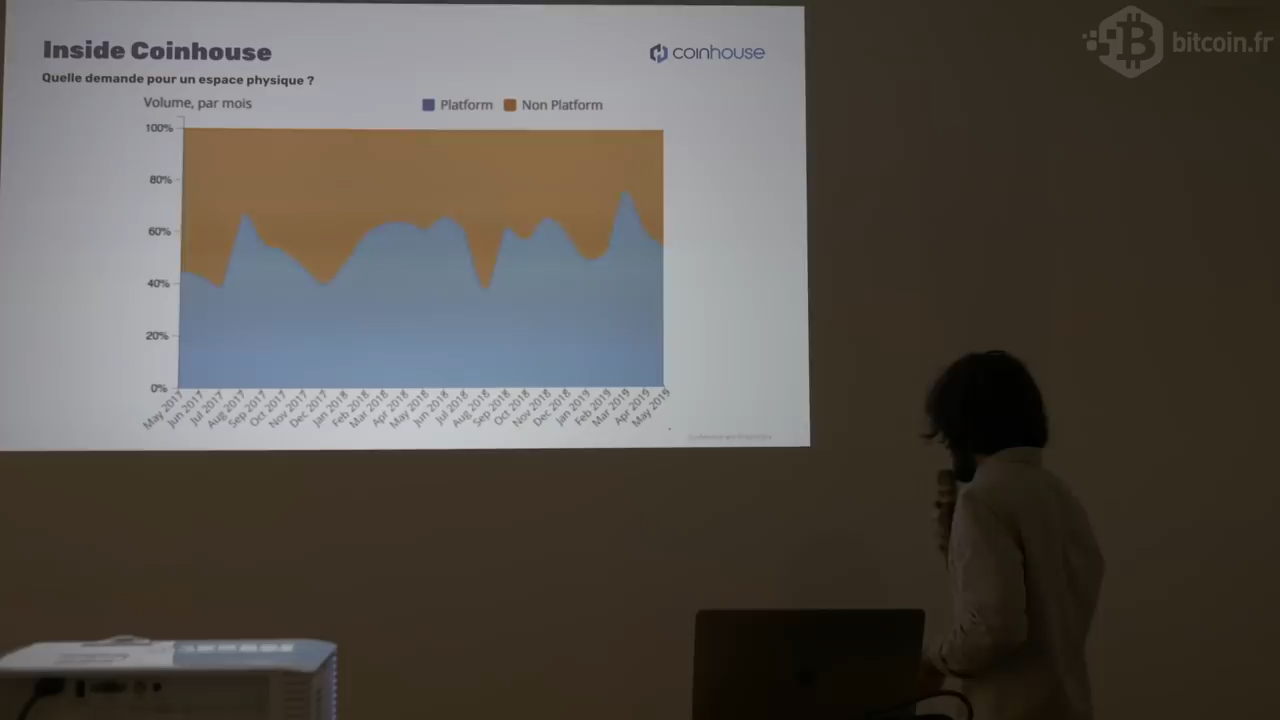 Inside Coinhouse
coinhouse
Quelle demande pour un espace physique ?
Volume, par mois
Platform
Non Platform
100%
80%
60%
40%
20%
0%
May 2017
Jun 2017
Jul 2017
Aug 2017
Sep 2017
Oct 2017
Nov 2017
Dec 2017
Jan 2018
Feb 2018
Mar 2018
Apr 2018
May 2018
Jun 2018
Jul 2018
Aug 2018
Sep 2018
Oct 2018
Nov 2018
Dec 2018
Jan 2019
Feb 2019
Mar 2019
Apr 2019
May 2019
bitcoin.fr